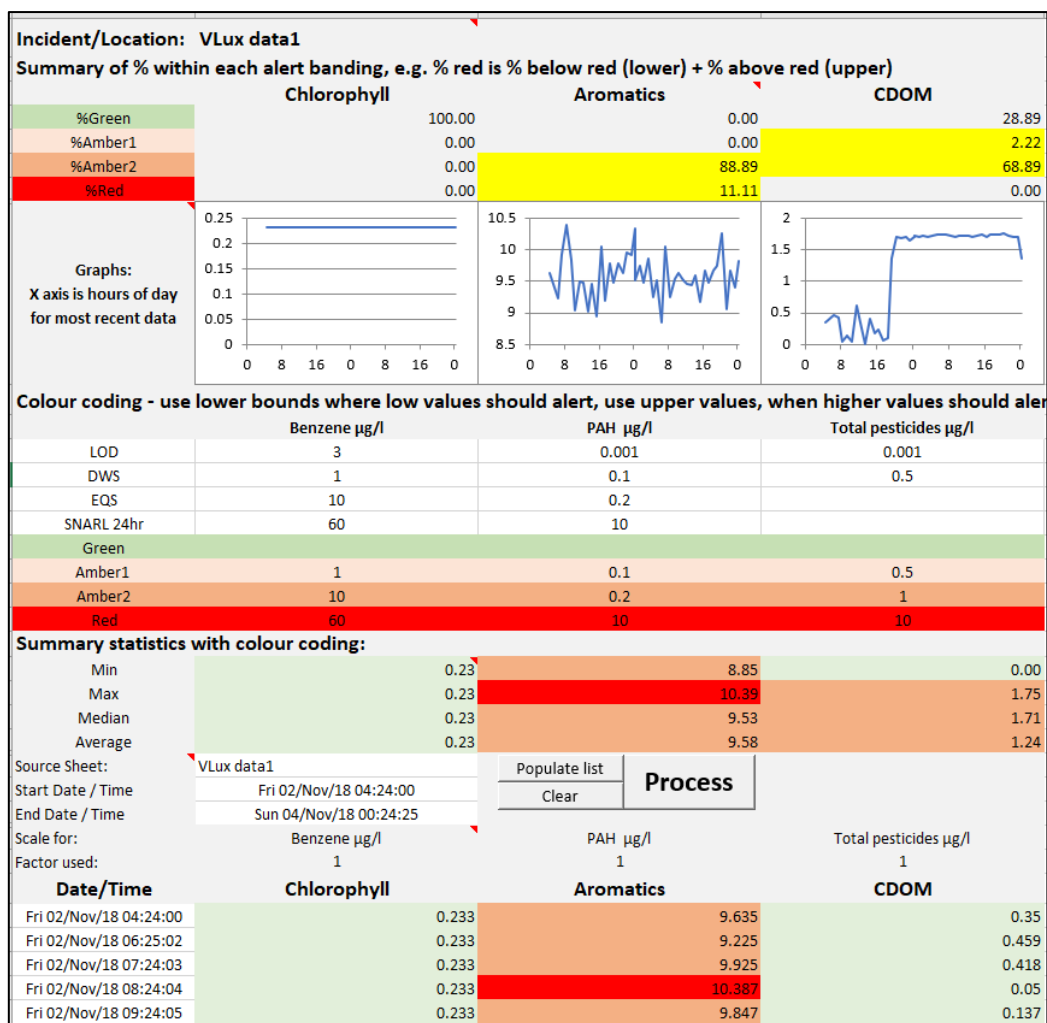 Incident/Location: VLux data1
Summary of % within each alert banding, e.g. % red is % below red (lower) + % above red (upper)
Chlorophyll Aromatics CDOM
%Green 100.00 0.00 28.89
%Amber1 0.00 0.00 2.22
%Amber2 0.00 88.89 68.89
%Red 0.00 11.11 0.00
Graphs:
X axis is hours of day
for most recent data
0.25
0.2
0.15
0.1
0.05
0
0 8 16 0 8 16 0
10.5
10
9.5
9
8.5
0 8 16 0 8 16 0
2
1.5
1
0.5
0
0 8 16 0 8 16 0
Colour coding - use lower bounds where low values should alert, use upper values, when higher values should aler
Benzene µg/l PAH µg/l Total pesticides µg/l
LOD 3 0.001 0.001
DWS 1 0.1 0.5
EQS 10 0.2
SNARL 24hr 60 10
Green
Amber1 1 0.1 0.5
Amber2 10 0.2 1
Red 60 10 10
Summary statistics with colour coding:
Min 0.23 8.85 0.00
Max 0.23 10.39 1.75
Median 0.23 9.53 1.71
Average 0.23 9.58 1.24
Source Sheet: VLux data1 Populate list Process
Start Date / Time Fri 02/Nov/18 04:24:00 Clear
End Date / Time Sun 04/Nov/18 00:24:25
Scale for: Benzene µg/l PAH µg/l Total pesticides µg/l
Factor used: 1 1 1
Date/Time Chlorophyll Aromatics CDOM
Fri 02/Nov/18 04:24:00 0.233 9.635 0.35
Fri 02/Nov/18 06:25:02 0.233 9.225 0.459
Fri 02/Nov/18 07:24:03 0.233 9.925 0.418
Fri 02/Nov/18 08:24:04 0.233 10.387 0.05
Fri 02/Nov/18 09:24:05 0.233 9.847 0.137